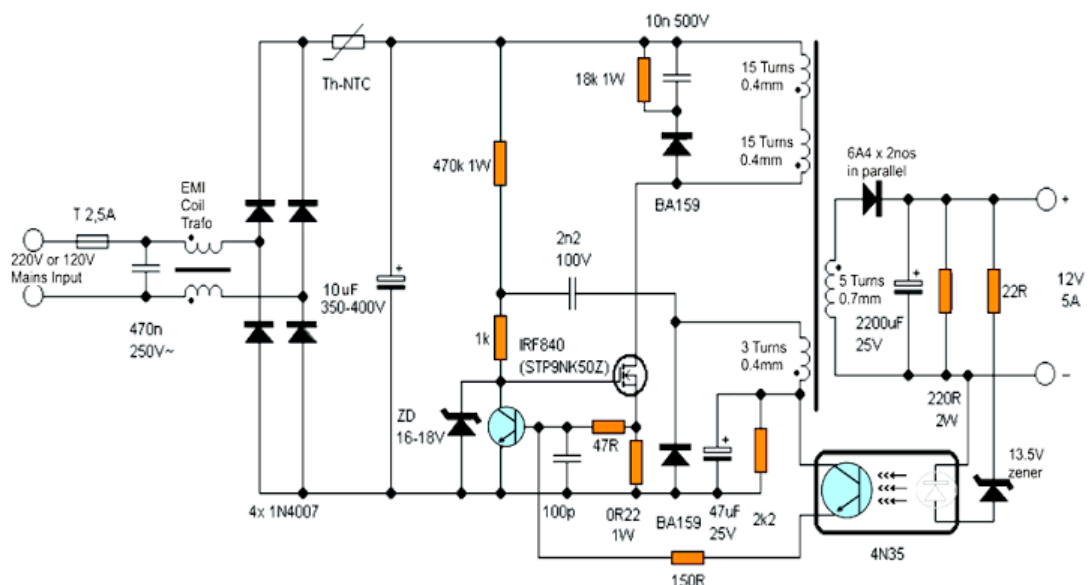 10n 500V
Th-NTC
18k 1W
15 Turns
0.4mm
15 Turns
0.4mm
470k 1W
BA159
6A4 x 2nos
in parallel
+
EMI
Coil
Trafo
T 2,5A
220V or 120V
Mains Input
470n
250V~
10uF
350-400V
+
2n2
100V
1k
IRF840
(STP9NK50Z)
3 Turns
0.4mm
5 Turns
0.7mm
+
2200uF
25V
22R
12V
5A
−
220R
2W
ZD
16-18V
47R
+
13.5V
zener
4x 1N4007
100p
0R22
1W
BA159
47uF
25V
2k2
4N35
150R